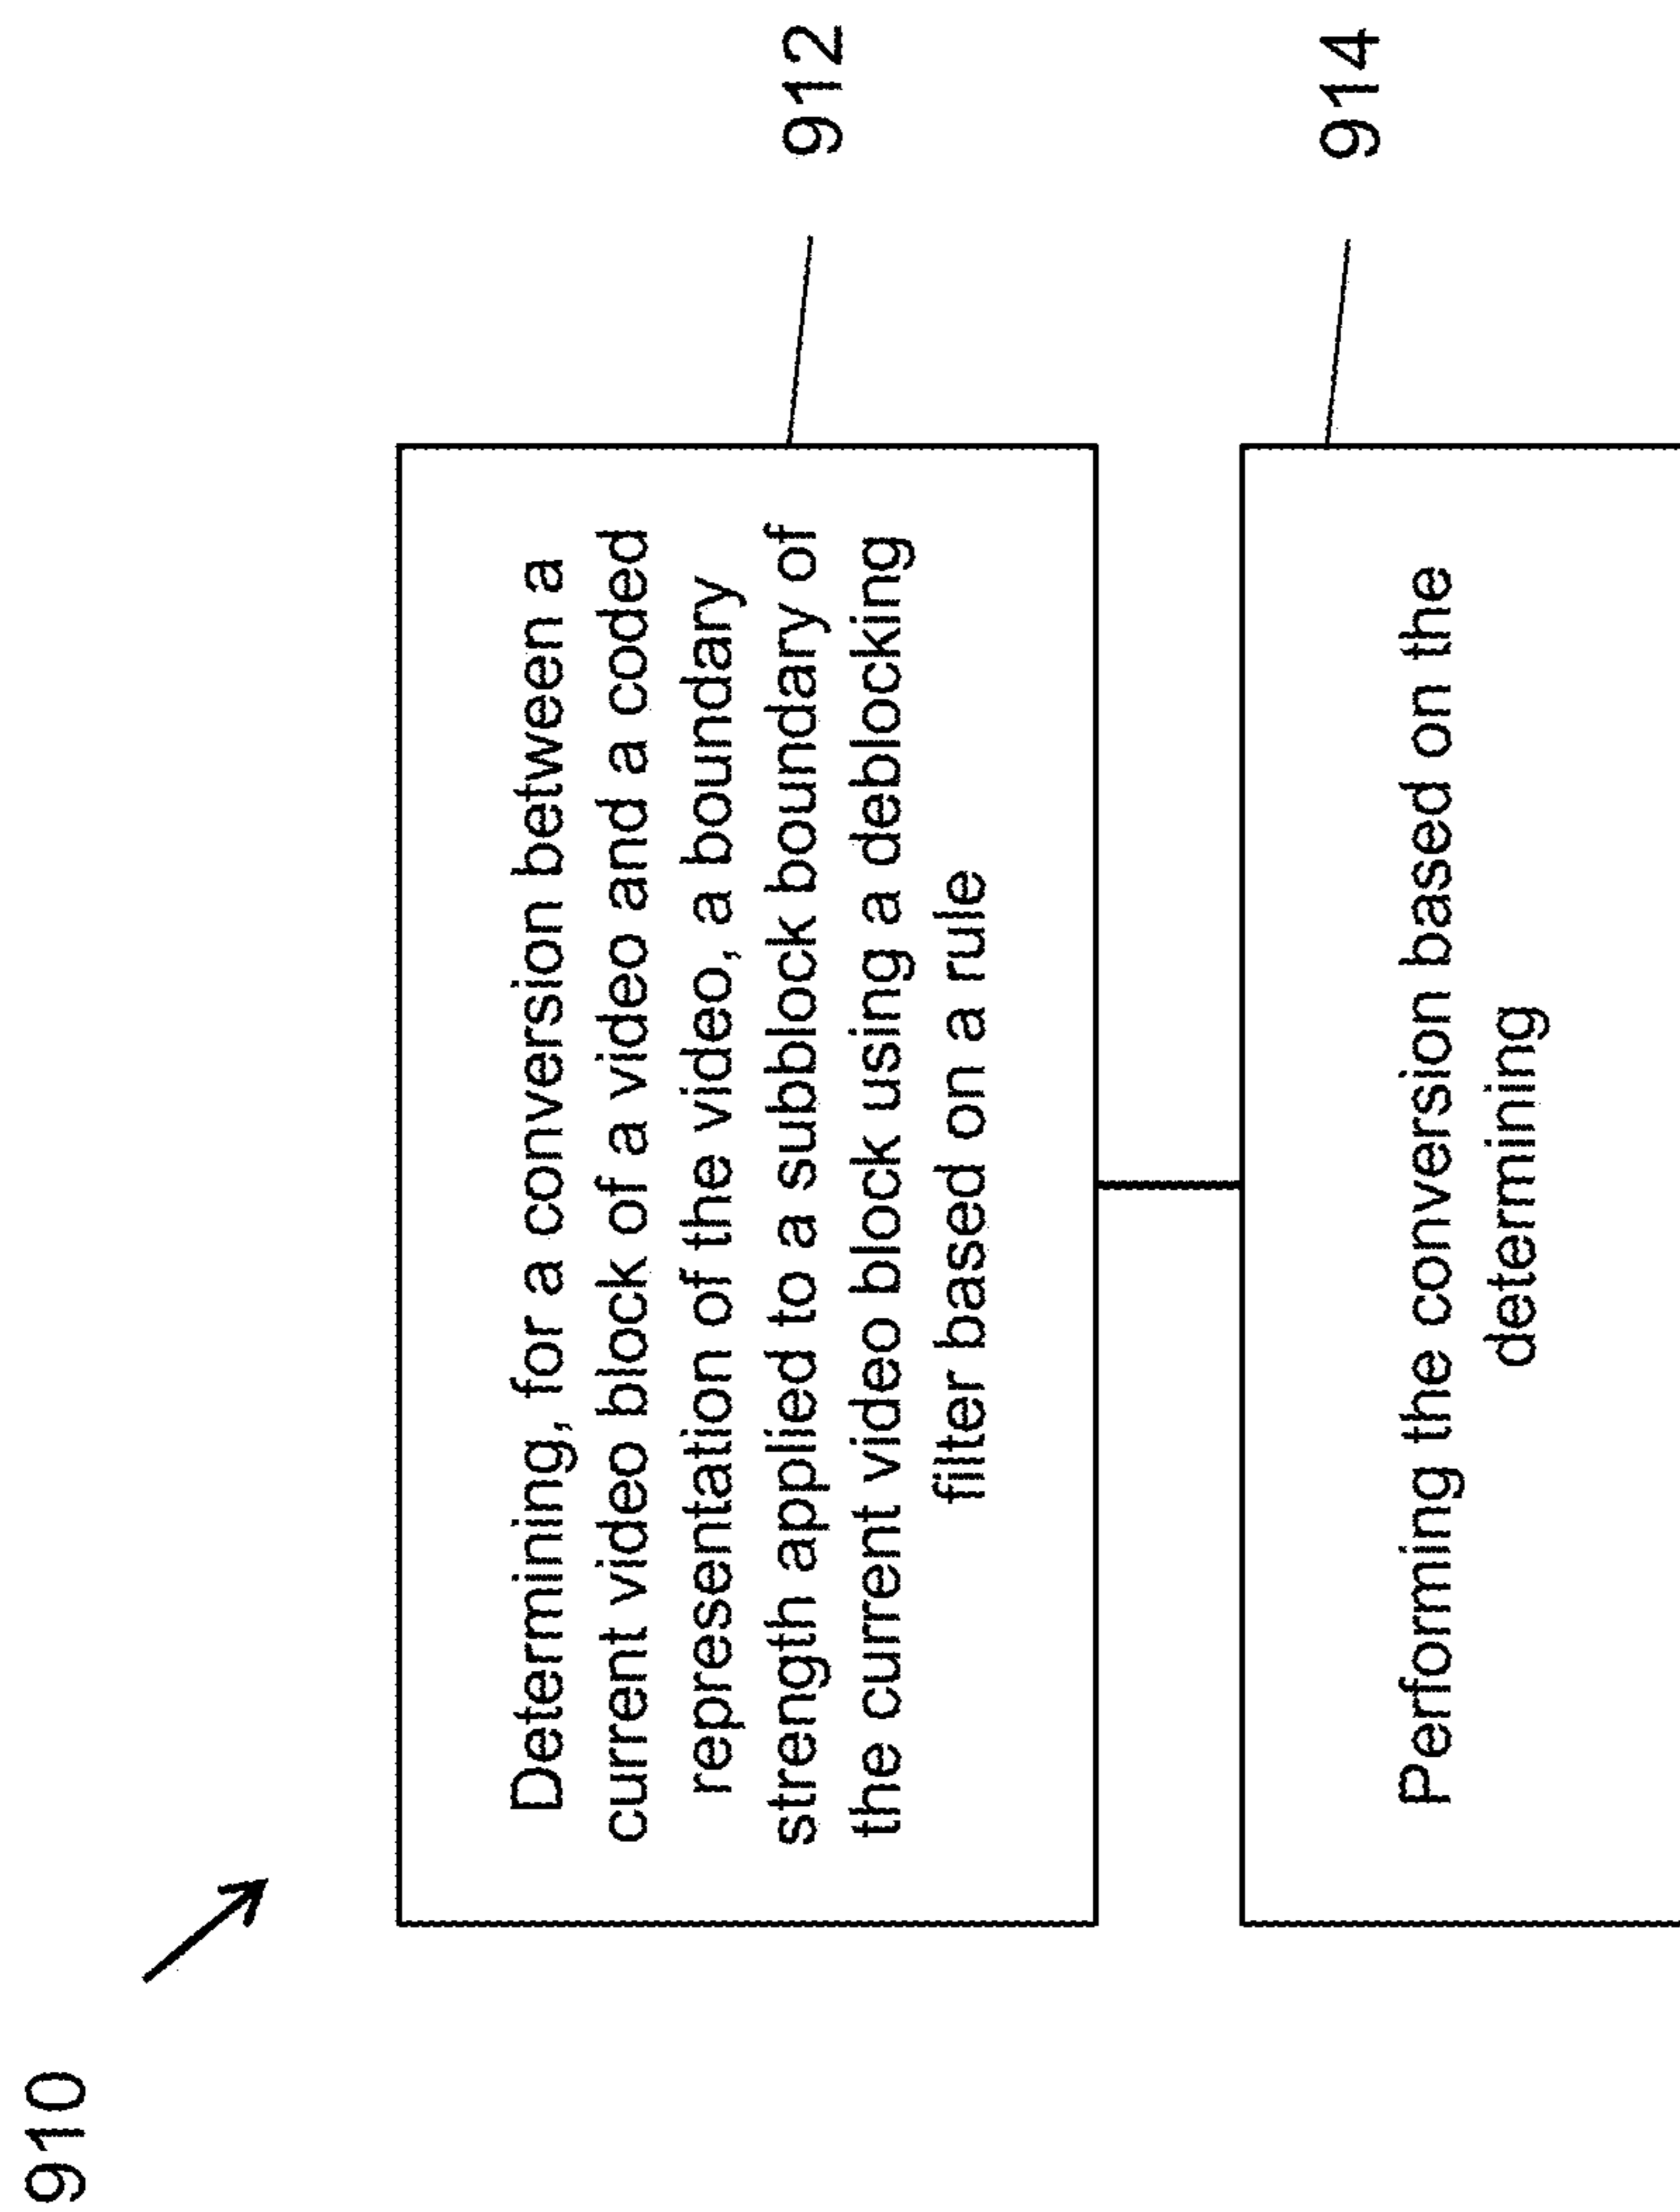 910
Determining, for a conversion between a
current video block of a video and a coded
representation of the video, a boundary
strength applied to a subblock boundary of
the current video block using a deblocking
filter based on a rule
912
Performing the conversion based on the
determining
914